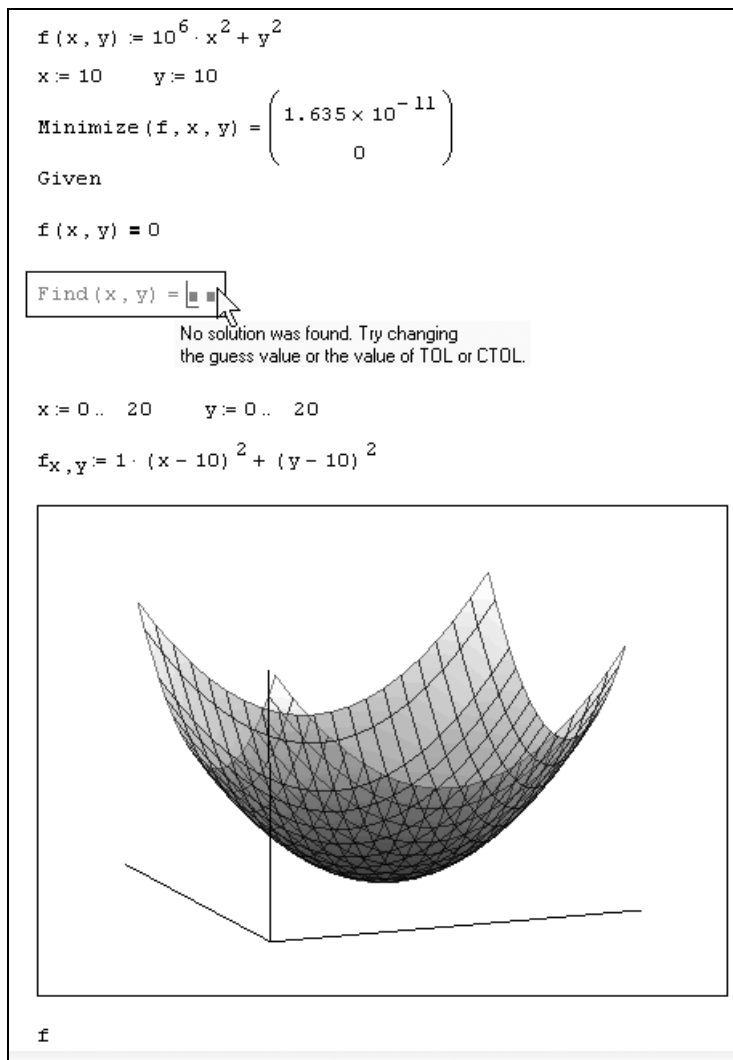 f(x, y) := 10^6 · x^2 + y^2
x := 10 y := 10
Minimize(f, x, y) = (1.635 × 10^-11
0)
Given
f(x, y) = 0
Find(x, y) =
No solution was found. Try changing
the guess value or the value of TOL or CTOL.
x := 0.. 20 y := 0.. 20
f_x,y := 1 · (x - 10)^2 + (y - 10)^2
f